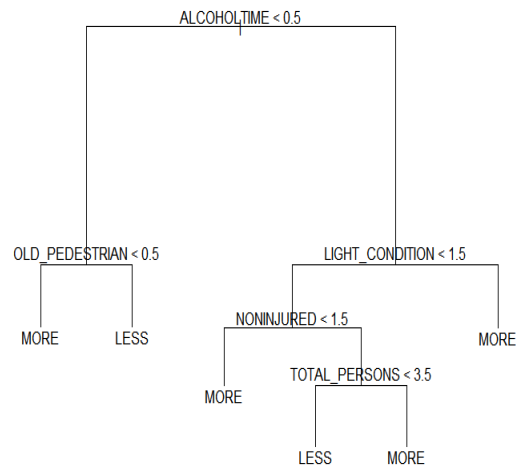 ALCOHOLTIME < 0.5
OLD_PEDESTRIAN < 0.5
LIGHT_CONDITION < 1.5
MORE
LESS
NONINJURED < 1.5
MORE
MORE
TOTAL_PERSONS < 3.5
LESS
MORE